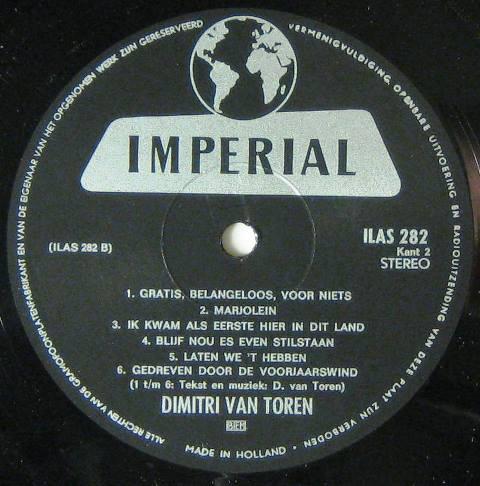 ALLE RECHTEN VAN DE GRAMOFOONPLATENFABRIKANT EN VAN DE EIGENAAR VAN HET OPGENOMEN WERK ZIJN GERESERVEERD
VERMENIGVULDIGING, OPENBARE UITVOERING EN RADIOUITZENDING VAN DEZE PLAAT ZIJN VERBODEN
IMPERIAL
ILAS 282
(ILAS 282 B)
Kant 2
STEREO
1. GRATIS, BELANGELOOS, VOOR NIETS
2. MARJOLEIN
3. IK KWAM ALS EERSTE HIER IN DIT LAND
4. BLIJF NOU ES EVEN STILSTAAN
5. LATEN WE 'T HEBBEN
6. GEDREVEN DOOR DE VOORJAARSWIND
(1 t/m 6: Tekst en muziek: D. van Toren)
DIMITRI VAN TOREN
BIEM
MADE IN HOLLAND